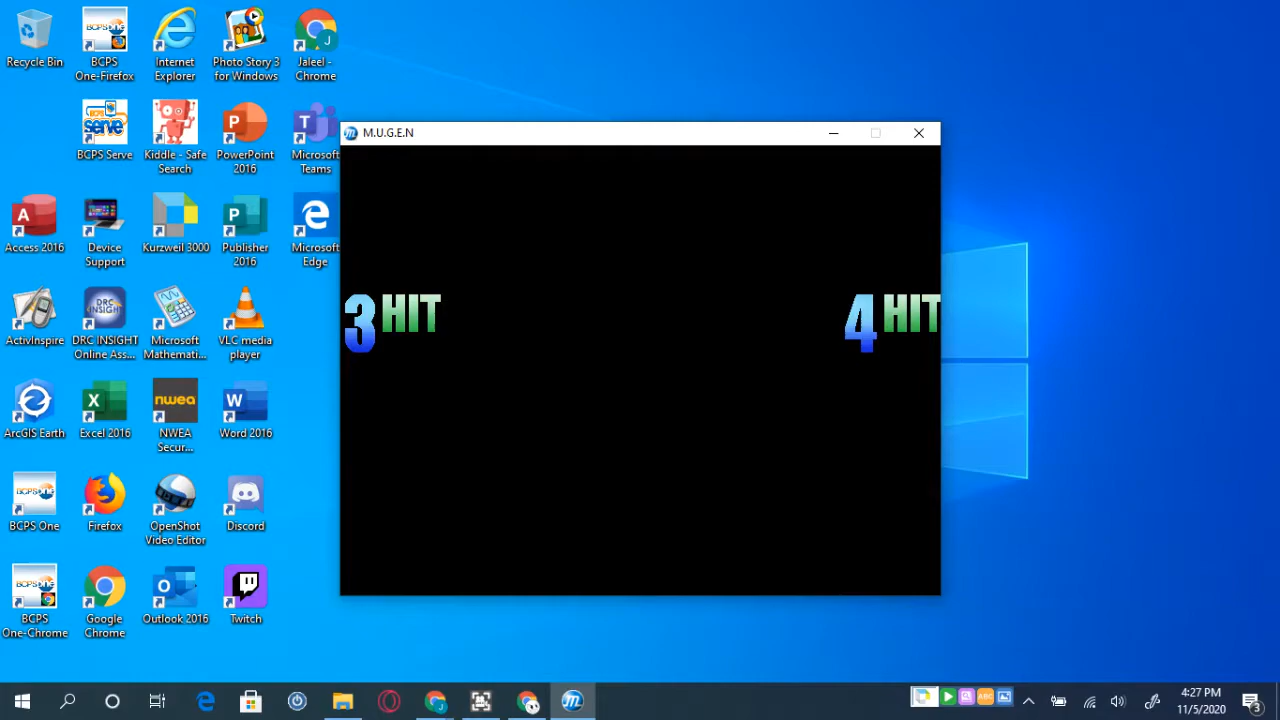 Recycle Bin
BCPS
One-Firefox
Internet
Explorer
Photo Story 3
for Windows
Jaleel -
Chrome
BCPS Serve
Kiddle - Safe
Search
PowerPoint
2016
Microsoft
Teams
Access 2016
Device
Support
Kurzweil 3000
Publisher
2016
Microsoft
Edge
ActivInspire
DRC INSIGHT
Online Ass...
Microsoft
Mathemati...
VLC media
player
ArcGIS Earth
Excel 2016
nwea
NWEA
Secur...
Word 2016
BCPS One
Firefox
OpenShot
Video Editor
Discord
BCPS
One-Chrome
Google
Chrome
Outlook 2016
Twitch
M.U.G.E.N
3 HIT
4 HIT
4:27 PM
11/5/2020
3